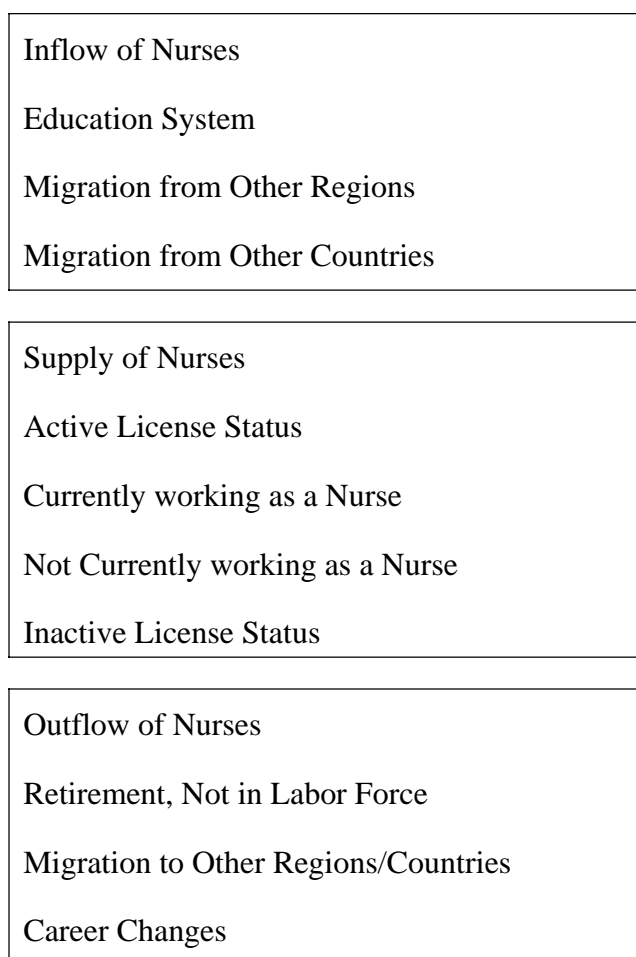 Inflow of Nurses
Education System
Migration from Other Regions
Migration from Other Countries
Supply of Nurses
Active License Status
Currently working as a Nurse
Not Currently working as a Nurse
Inactive License Status
Outflow of Nurses
Retirement, Not in Labor Force
Migration to Other Regions/Countries
Career Changes